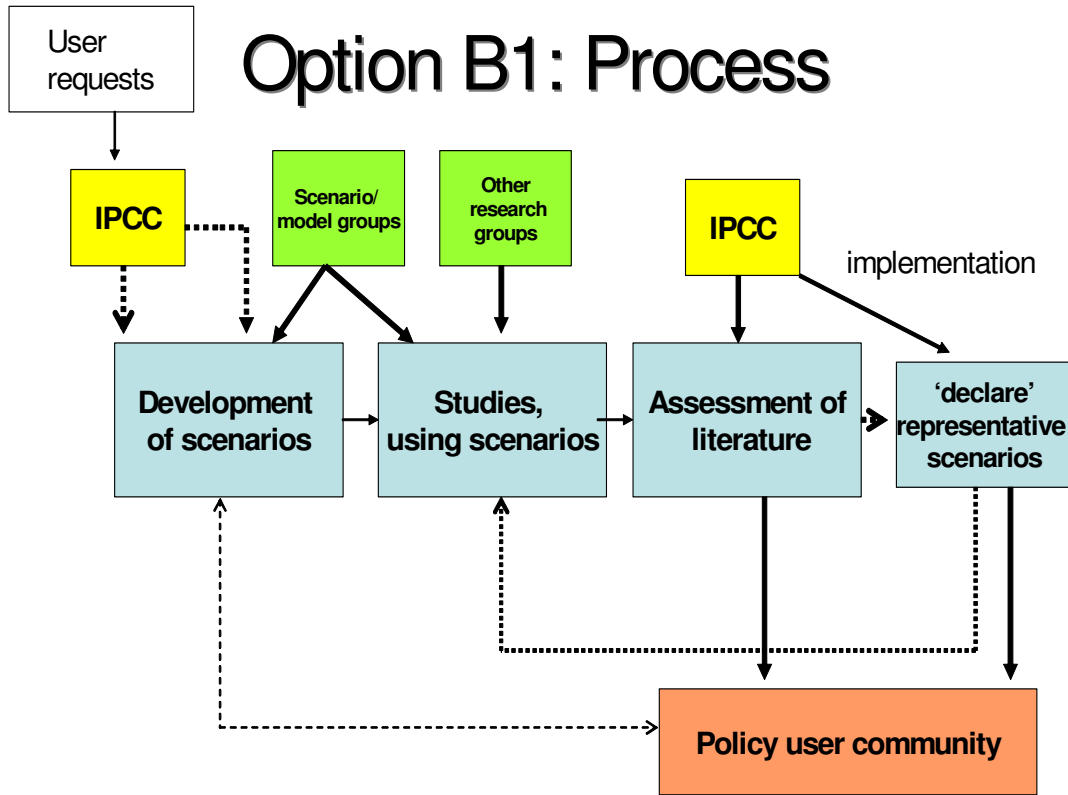 User
requests
Option B1: Process
IPCC
Scenario/
model groups
Other
research
groups
IPCC
implementation
Development
of scenarios
Studies,
using scenarios
Assessment of
literature
‘declare’
representative
scenarios
Policy user community